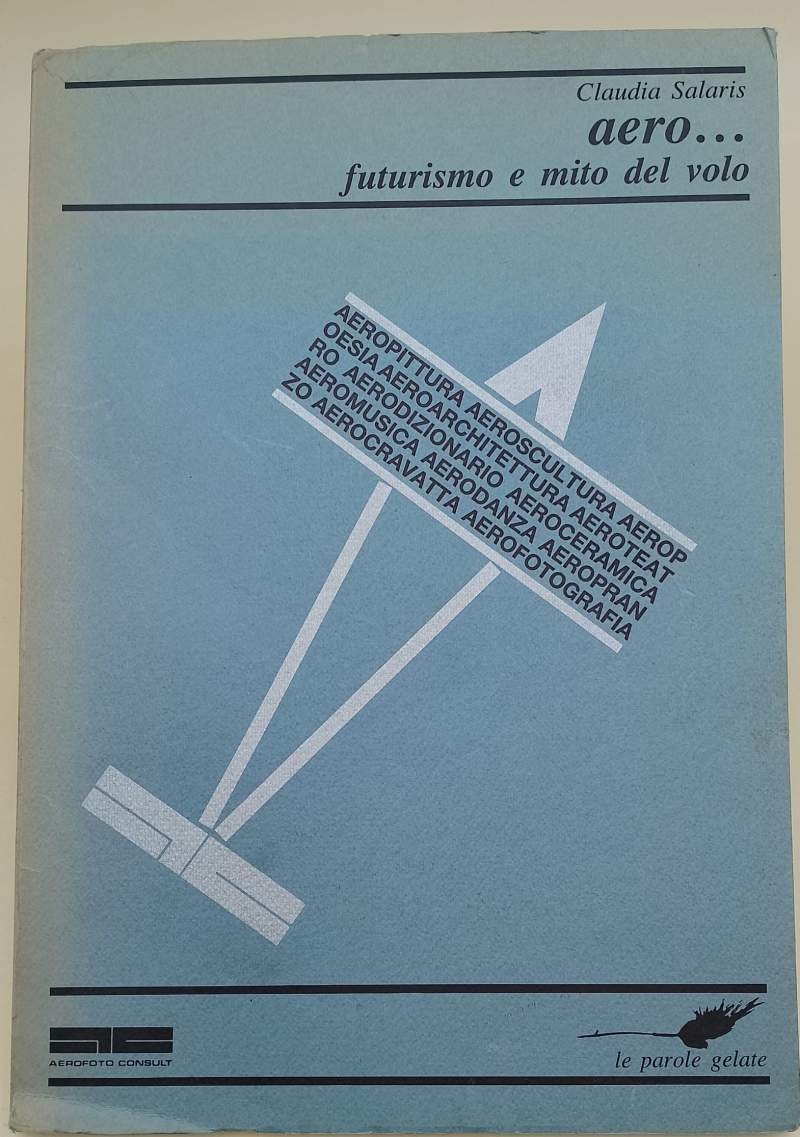 Claudia Salaris
aero...
futurismo e mito del volo
AEROPITTURA AEROSCULTURA AEROP
OESIA AEROARCHITETTURA AEROTEAT
RO AERODIZIONARIO AEROCERAMICA
AEROMUSICA AERODANZA AEROPRAN
ZO AEROCRAVATTA AEROFOTOGRAFIA
AEROFOTO CONSULT
le parole gelate